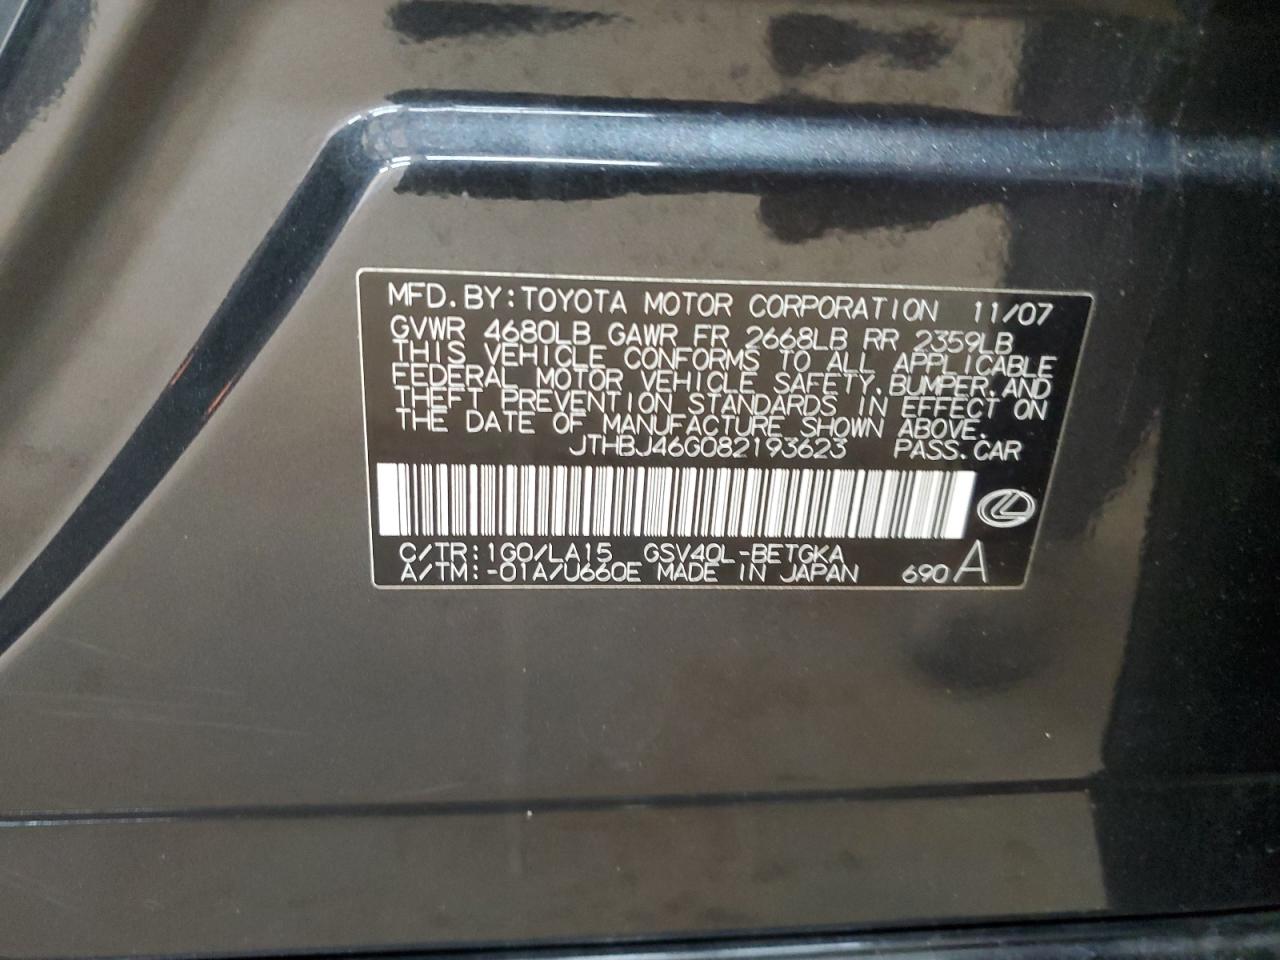 MFD.BY:TOYOTA MOTOR CORPORATION 11/07
GVWR 4680LB GAWR FR 2668LB RR 2359LB
THIS VEHICLE CONFORMS TO ALL APPLICABLE
FEDERAL MOTOR VEHICLE SAFETY,BUMPER,AND
THEFT PREVENTION STANDARDS IN EFFECT ON
THE DATE OF MANUFACTURE SHOWN ABOVE.
JTHBJ46G082193623 PASS.CAR
C/TR:1G0/LA15 GSV40L-BETGKA
A/TM:-01A/U660E MADE IN JAPAN 690 A